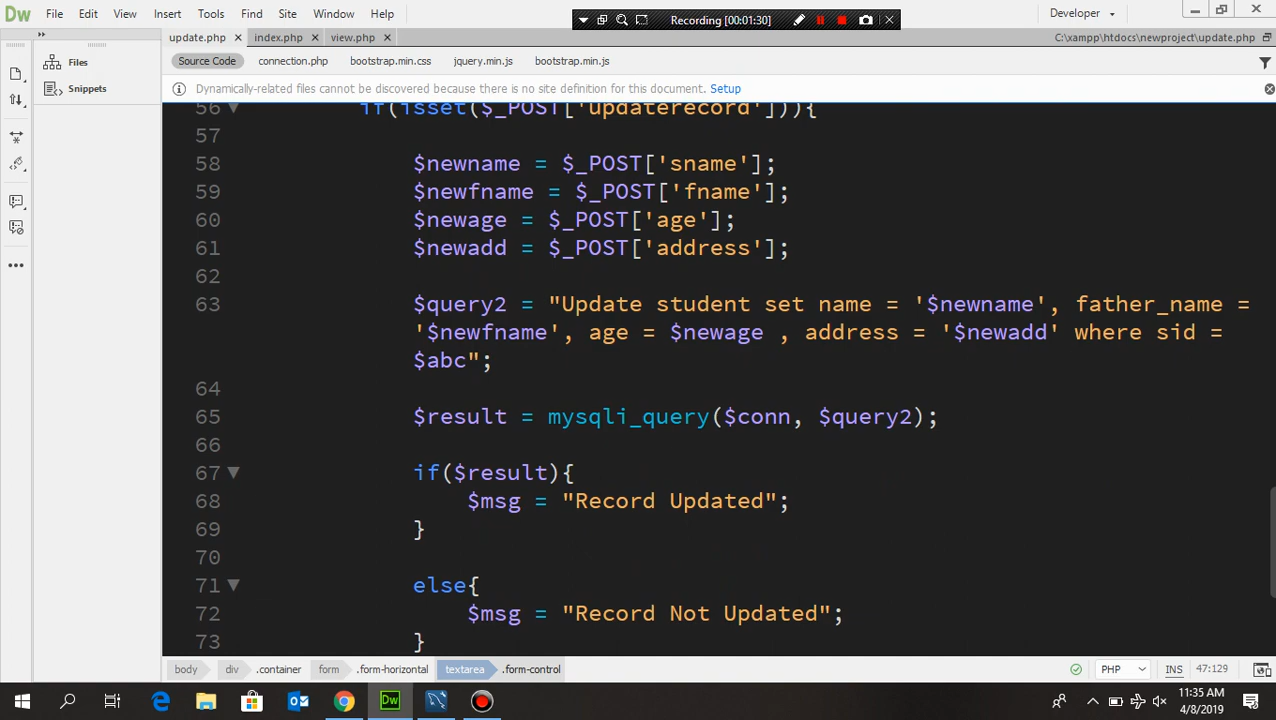 Dw File Edit View Insert Tools Find Site Window Help Recording [00:01:30] Developer
update.php index.php view.php C:\xampp\htdocs\newproject\update.php
Files Source Code connection.php bootstrap.min.css jquery.min.js bootstrap.min.js
Snippets Dynamically-related files cannot be discovered because there is no site definition for this document. Setup
56 if(isset($_POST['updaterecord'])){
57
58 $newname = $_POST['sname'];
59 $newfname = $_POST['fname'];
60 $newage = $_POST['age'];
61 $newadd = $_POST['address'];
62
63 $query2 = "Update student set name = '$newname', father_name =
'$newfname', age = $newage , address = '$newadd' where sid =
$abc";
64
65 $result = mysqli_query($conn, $query2);
66
67 if($result){
68 $msg = "Record Updated";
69 }
70
71 else{
72 $msg = "Record Not Updated";
73 }
body div .container form .form-horizontal textarea .form-control PHP INS 47:129
Dw 11:35 AM
4/8/2019